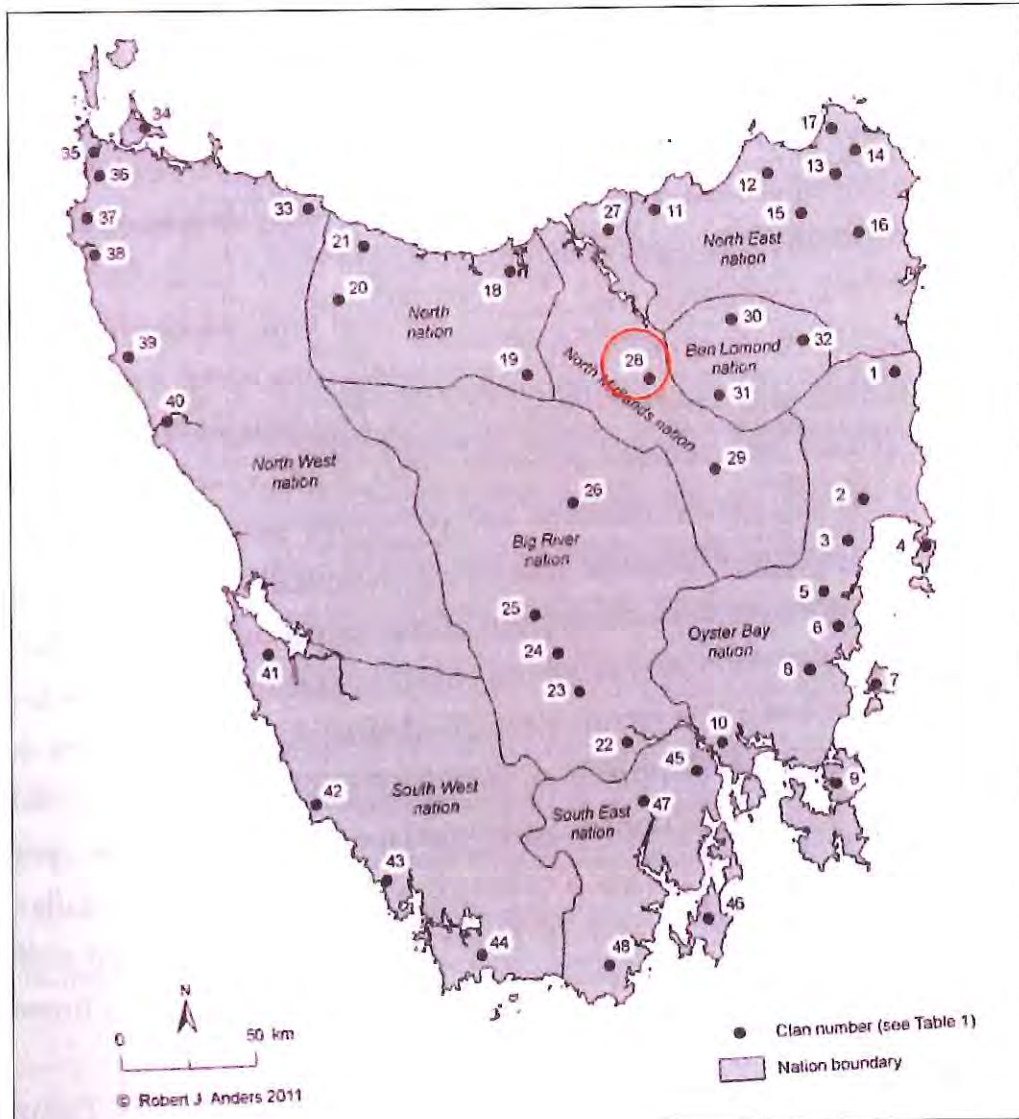 34
17
35
14
36
12
13
27
33
11
37
15
16
21
North East
nation
38
18
20
30
North
nation
32
Ben Lomond
nation
39
19
28
1
North Midlands nation
31
40
29
North West
nation
26
2
Big River
nation
3
4
25
5
Oyster Bay
nation
6
24
8
7
41
23
10
22
45
9
South West
nation
42
47
South East
nation
43
46
44
48
N
0 50 km
Clan number (see Table 1)
Nation boundary
© Robert J Anders 2011